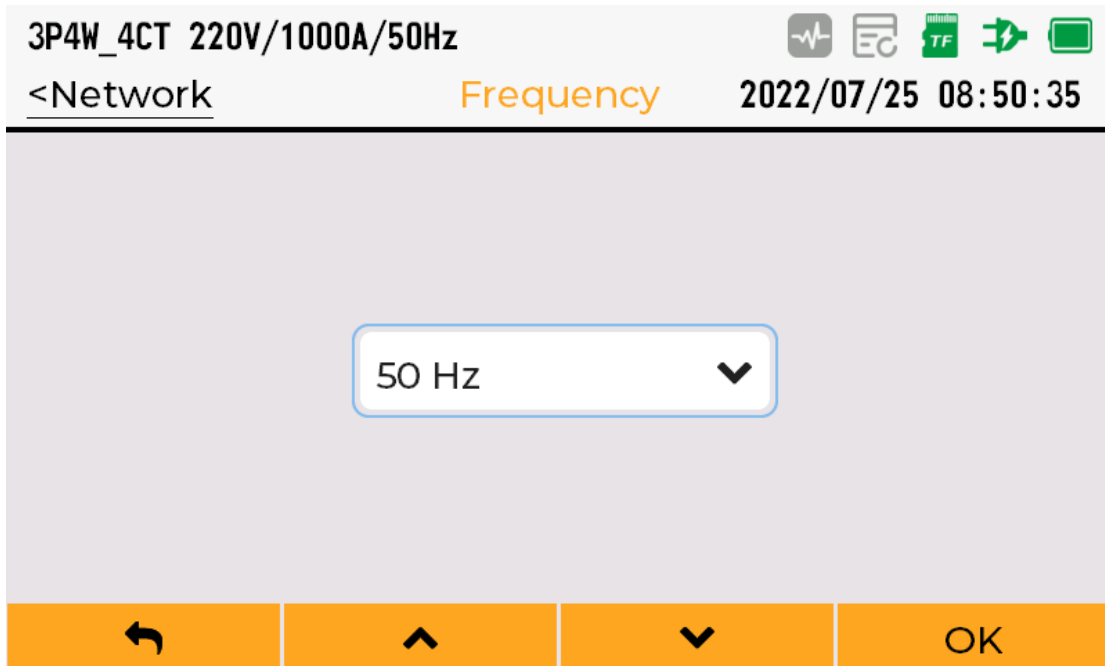 3P4W_4CT 220V/1000A/50Hz
TF
<Network
Frequency
2022/07/25 08:50:35
50 Hz
OK